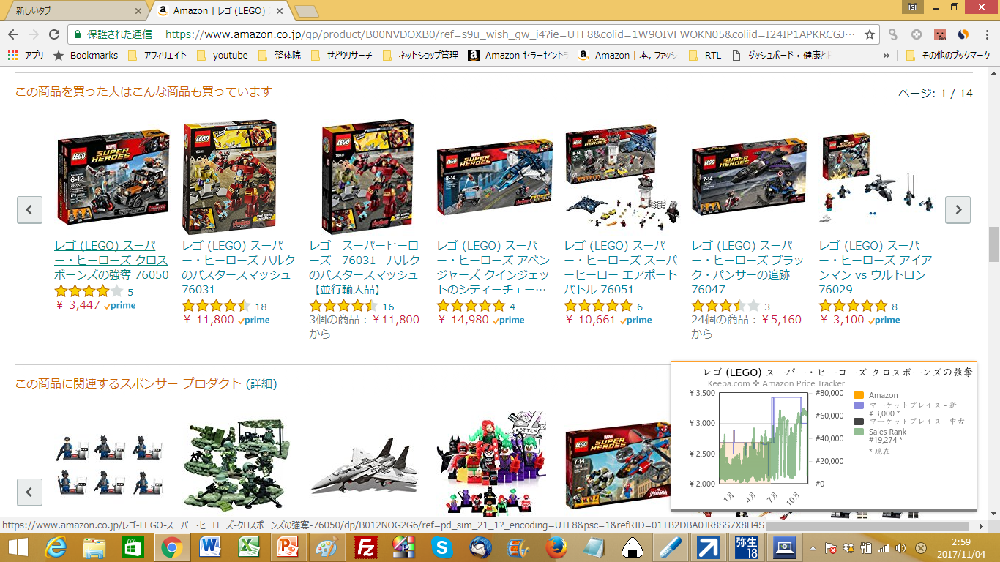 新しいタブ
Amazon | レゴ (LEGO)
isi
保護された通信
https://www.amazon.co.jp/gp/product/B00NVDOXB0/ref=s9u_wish_gw_i4?ie=UTF8&colid=1W9OIVFWOKN05&coliid=I24IP1APKRCGJ…
アプリ Bookmarks アフィリエイト youtube 整体院 せどりリサーチ ネットショップ管理 Amazon セラーセント Amazon | 本, ファッシ RTL ダッシュボード ‹ 健康とお » その他のブックマーク
この商品を買った人はこんな商品も買っています
ページ: 1 / 14
レゴ (LEGO) スーパ
ー・ヒーローズ クロス
ボーンズの強奪 76050
5
¥ 3,447 prime
レゴ (LEGO) スーパ
ー・ヒーローズ ハルク
のバスタースマッシュ
76031
18
¥ 11,800 prime
レゴ スーパーヒーロ
ーズ 76031 ハルク
のバスタースマッシュ
【並行輸入品】
16
3個の商品：¥11,800
から
レゴ (LEGO) スーパ
ー・ヒーローズ アベン
ジャーズ クインジェッ
トのシティーチェー…
4
¥ 14,980 prime
レゴ (LEGO) スーパ
ー・ヒーローズ スーパ
ーヒーロー エアポート
バトル 76051
6
¥ 10,661 prime
レゴ (LEGO) スーパ
ー・ヒーローズ ブラッ
ク・パンサーの追跡
76047
3
24個の商品：¥5,160
から
レゴ (LEGO) スーパ
ー・ヒーローズ アイア
ンマン vs ウルトロン
76029
8
¥ 3,100 prime
この商品に関連するスポンサー プロダクト (詳細)
レゴ (LEGO) スーパー・ヒーローズ クロスボーンズの強奪
Keepa.com Amazon Price Tracker
¥ 3,500
¥ 3,000
¥ 2,500
¥ 2,000
#80,000
#60,000
#40,000
#20,000
#0
1月
4月
7月
10月
Amazon
マーケットプレイス - 新
¥ 3,000 *
マーケットプレイス - 中古
Sales Rank
#19,274 *
* 現在
https://www.amazon.co.jp/レゴ-LEGO-スーパー・ヒーローズ-クロスボーンズの強奪-76050/dp/B012NOG2G6/ref=pd_sim_21_1?_encoding=UTF8&psc=1&refRID=01TB2DBA0JR8SS7X8H4S
弥生
18
2:59
2017/11/04